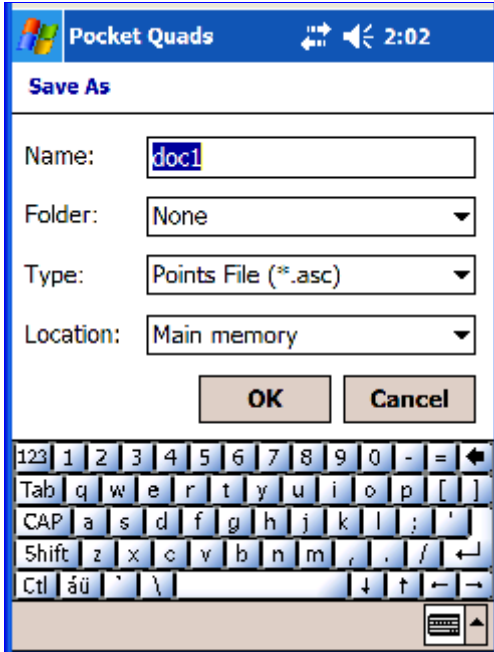 Pocket Quads 2:02
Save As
Name: doc1
Folder: None
Type: Points File (*.asc)
Location: Main memory
OK Cancel
123 1 2 3 4 5 6 7 8 9 0 - =
Tab q w e r t y u i o p [ ]
CAP a s d f g h j k l ; '
Shift z x c v b n m , . /
Ctl áü ` \